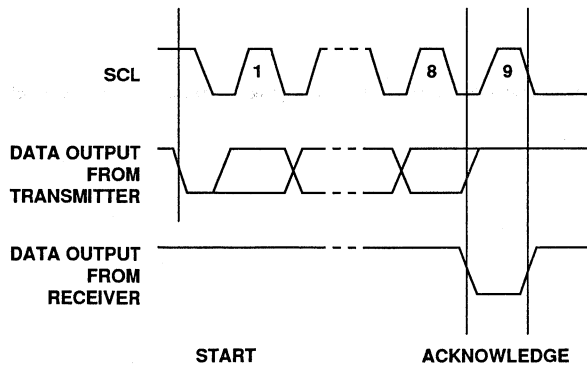 SCL
1
8
9
DATA OUTPUT
FROM
TRANSMITTER
DATA OUTPUT
FROM
RECEIVER
START
ACKNOWLEDGE